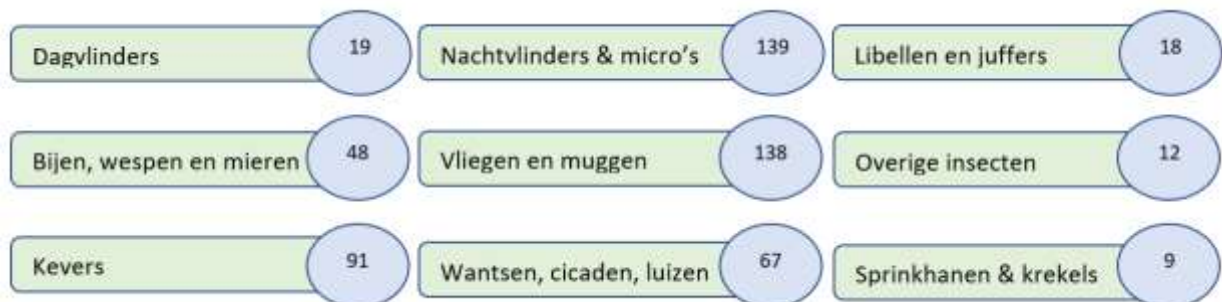 Dagvlinders 19
Nachtvlinders & micro's 139
Libellen en juffers 18
Bijen, wespen en mieren 48
Vliegen en muggen 138
Overige insecten 12
Kevers 91
Wantsen, cicaden, luizen 67
Sprinkhanen & krekels 9